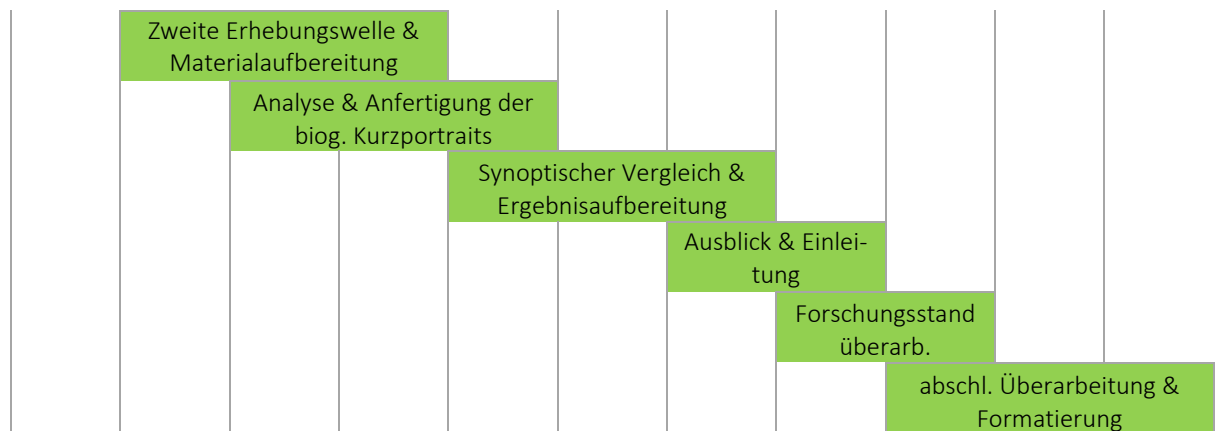 Zweite Erhebungswelle &
Materialaufbereitung
Analyse & Anfertigung der
biog. Kurzportraits
Synoptischer Vergleich &
Ergebnisaufbereitung
Ausblick & Einlei-
tung
Forschungsstand
überarb.
abschl. Überarbeitung &
Formatierung